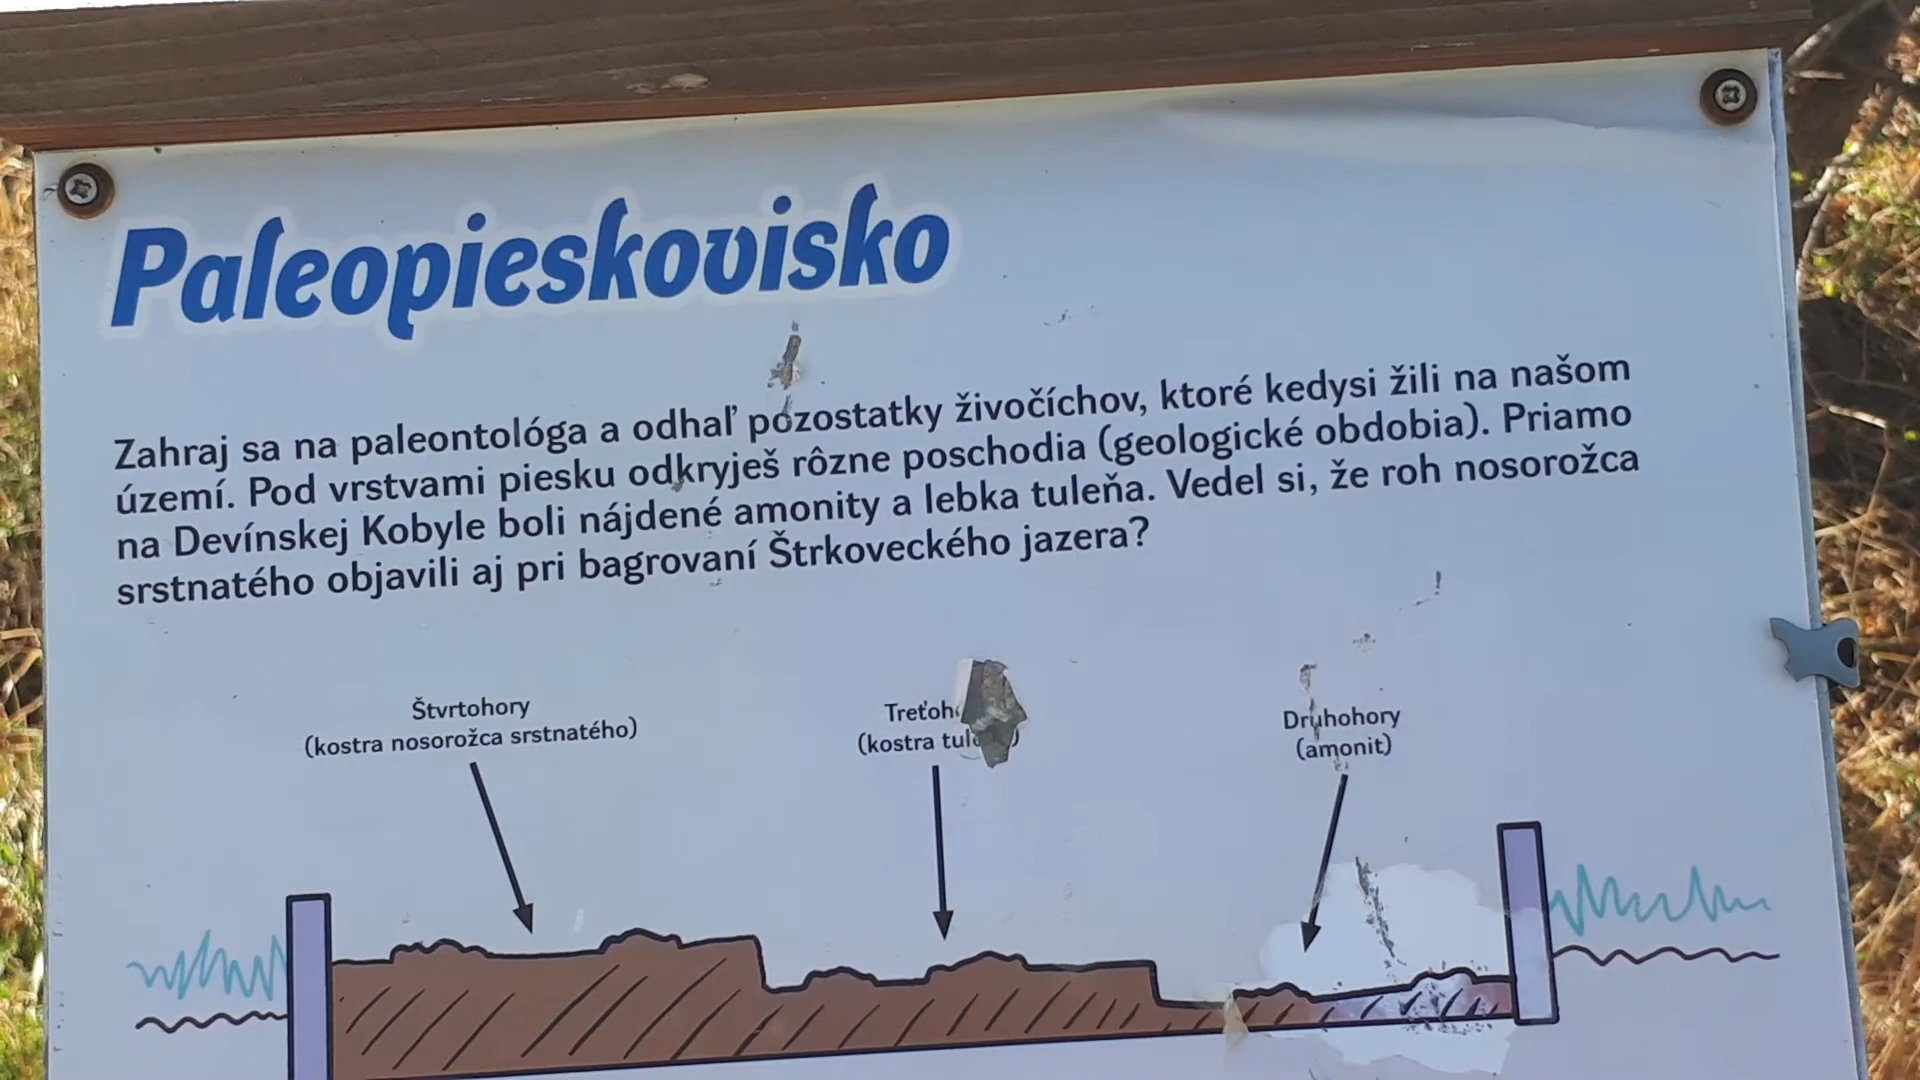 Paleopieskovisko
Zahraj sa na paleontológa a odhaľ pozostatky živočíchov, ktoré kedysi žili na našom
území. Pod vrstvami piesku odkryješ rôzne poschodia (geologické obdobia). Priamo
na Devínskej Kobyle boli nájdené amonity a lebka tuleňa. Vedel si, že roh nosorožca
srstnatého objavili aj pri bagrovaní Štrkoveckého jazera?
Štvrtohory
(kostra nosorožca srstnatého)
(kostra
Druhohory
(amonit)